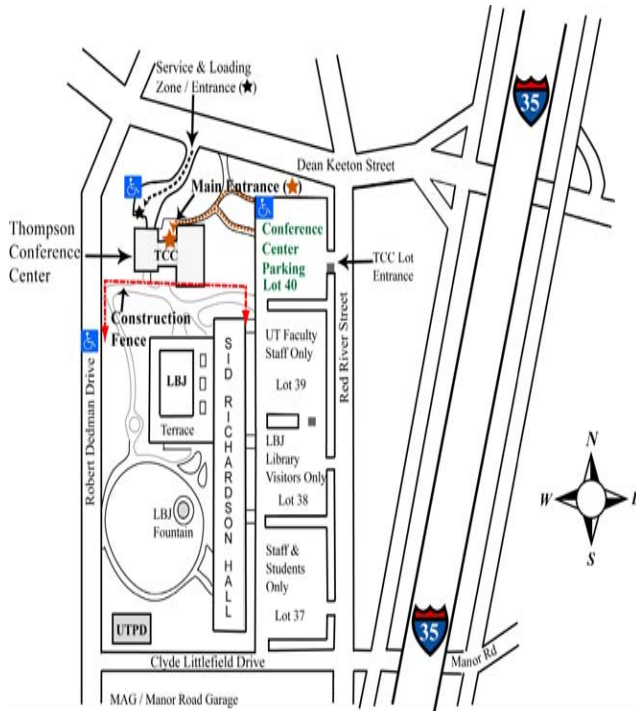 Service & Loading
Zone / Entrance (★)
35
Dean Keeton Street
Main Entrance (★)
Thompson
Conference
Center
TCC
Conference
Center
Parking
Lot 40
TCC Lot
Entrance
Construction
Fence
UT Faculty
Staff Only
Lot 39
LBJ
Terrace
SID RICHARDSON HALL
Robert Dedman Drive
Red River Street
LBJ
Library
Visitors Only
Lot 38
N
W
E
S
LBJ
Fountain
Staff &
Students
Only
Lot 37
35
UTPD
Clyde Littlefield Drive
Manor Rd
MAG / Manor Road Garage